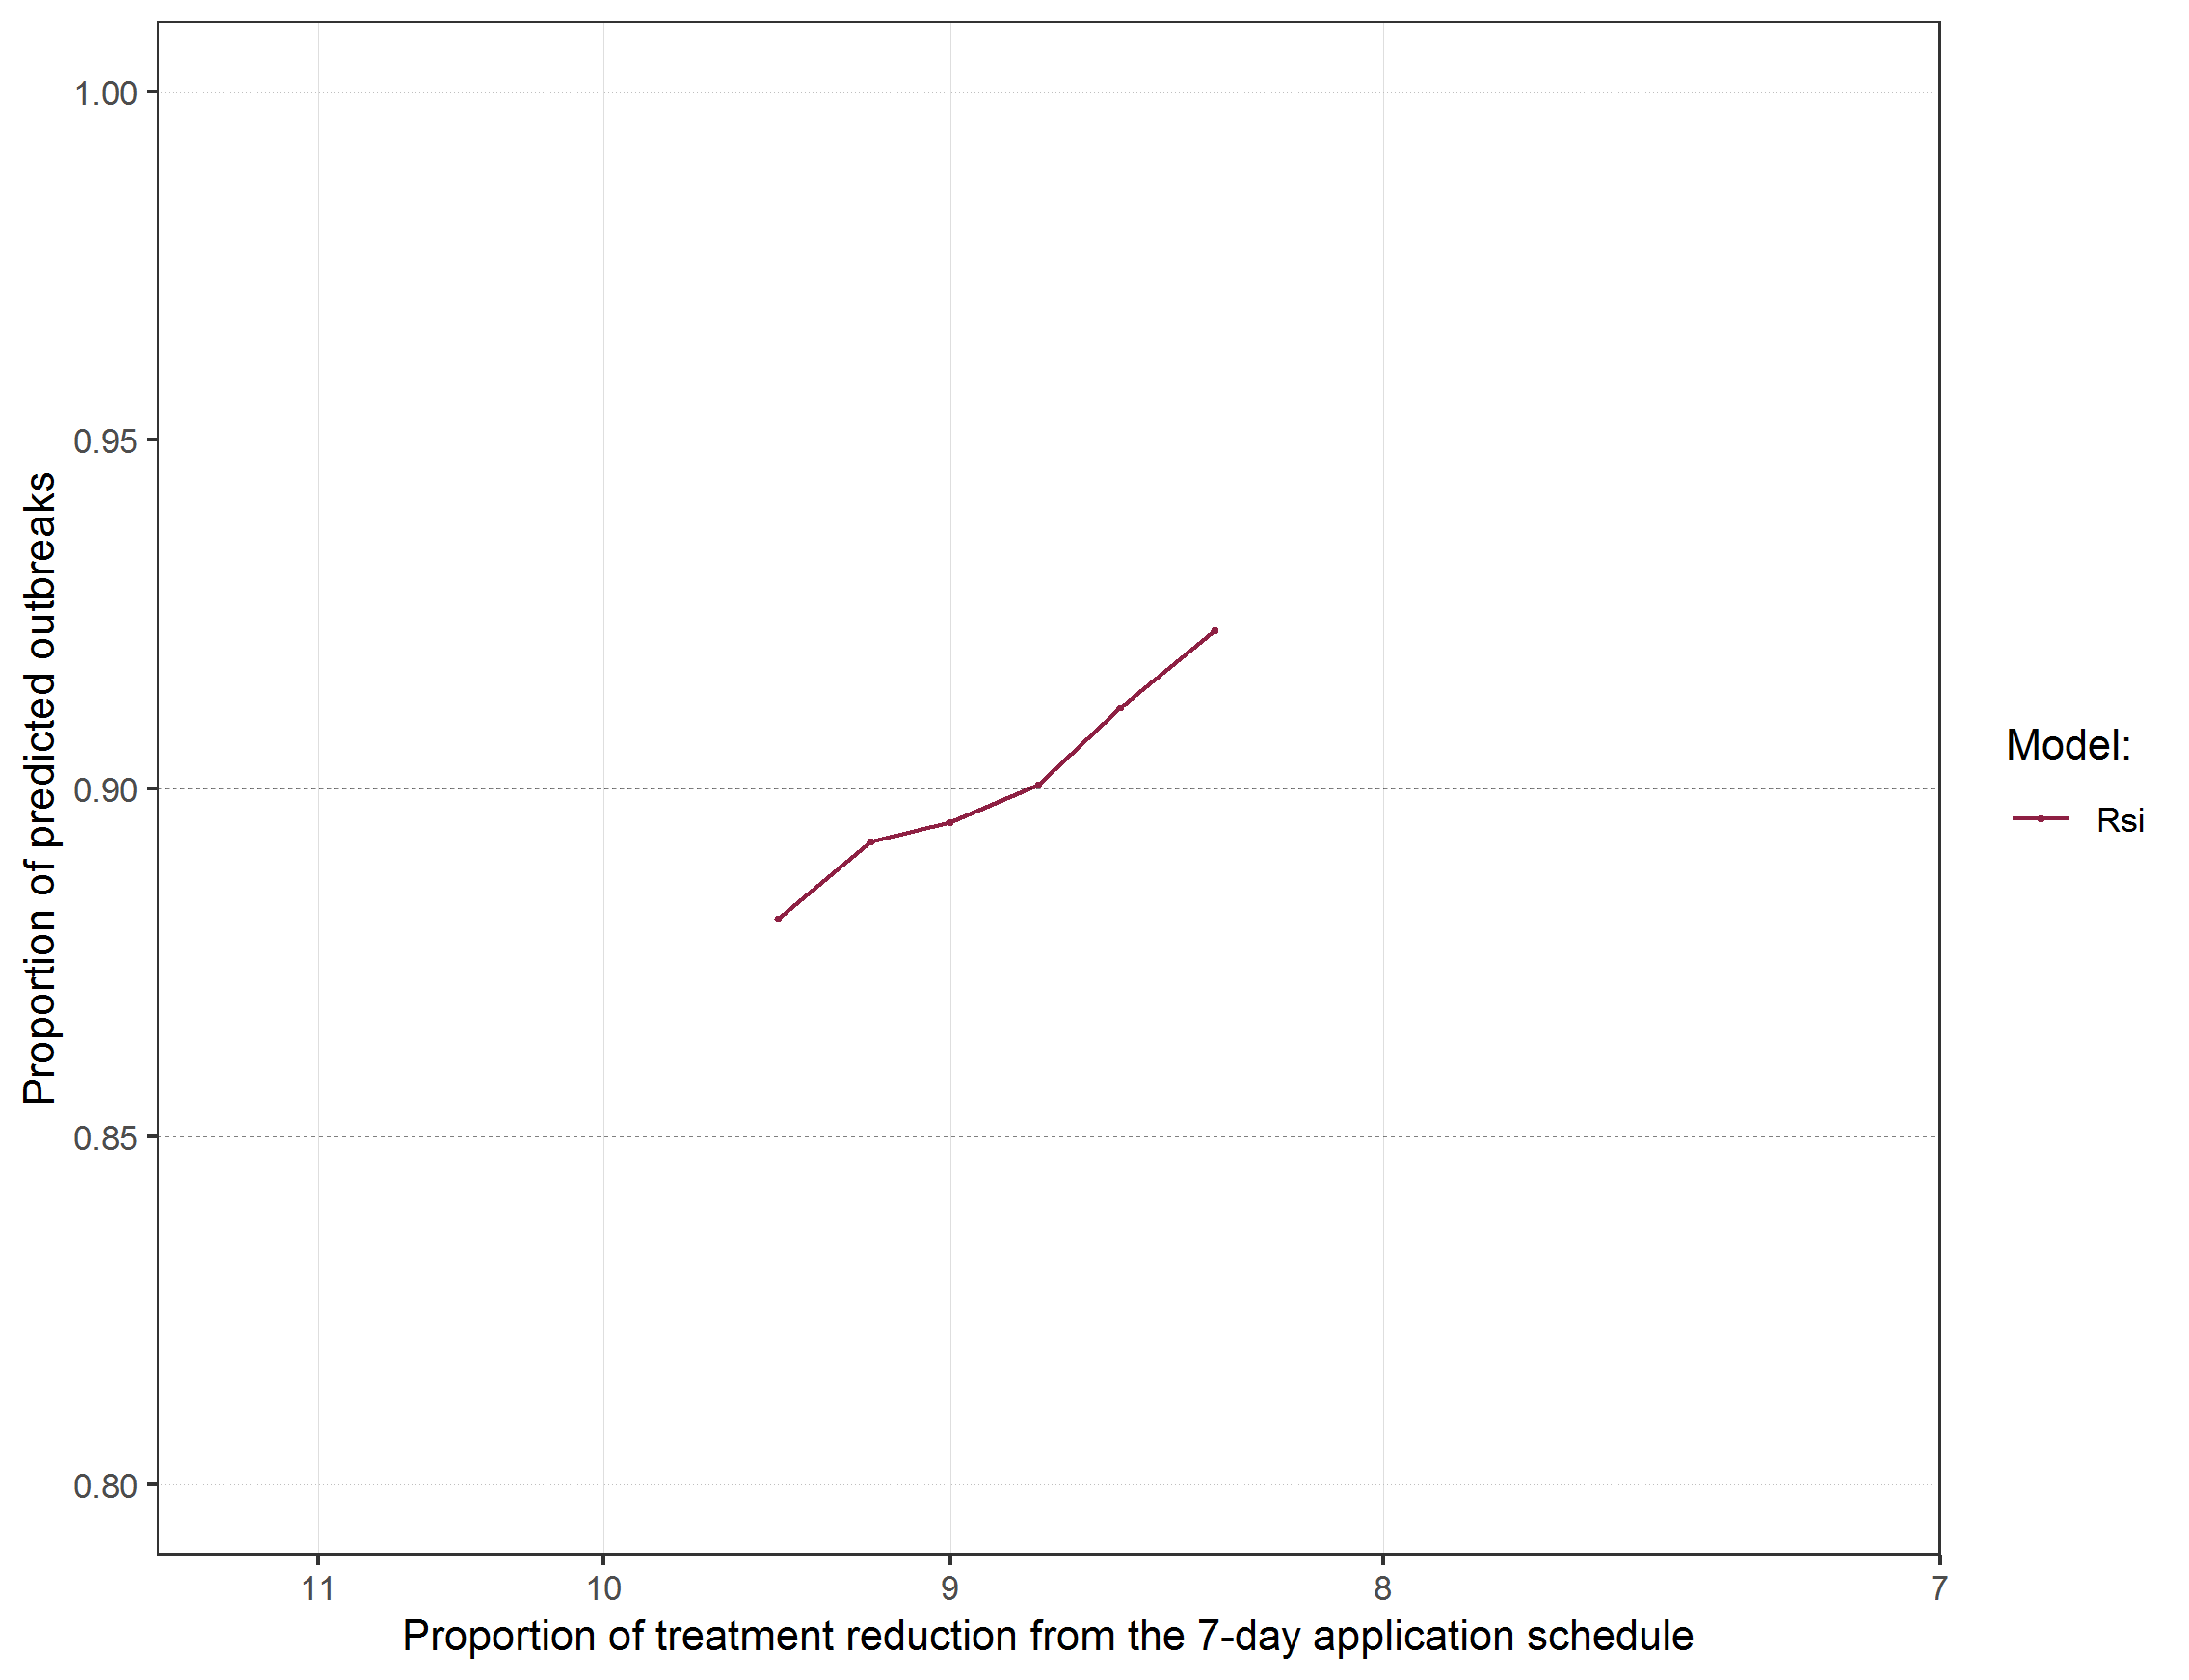 Proportion of predicted outbreaks
1.00
0.95
0.90
0.85
0.80
11 10 9 8 7
Proportion of treatment reduction from the 7-day application schedule
Model:
Rsi